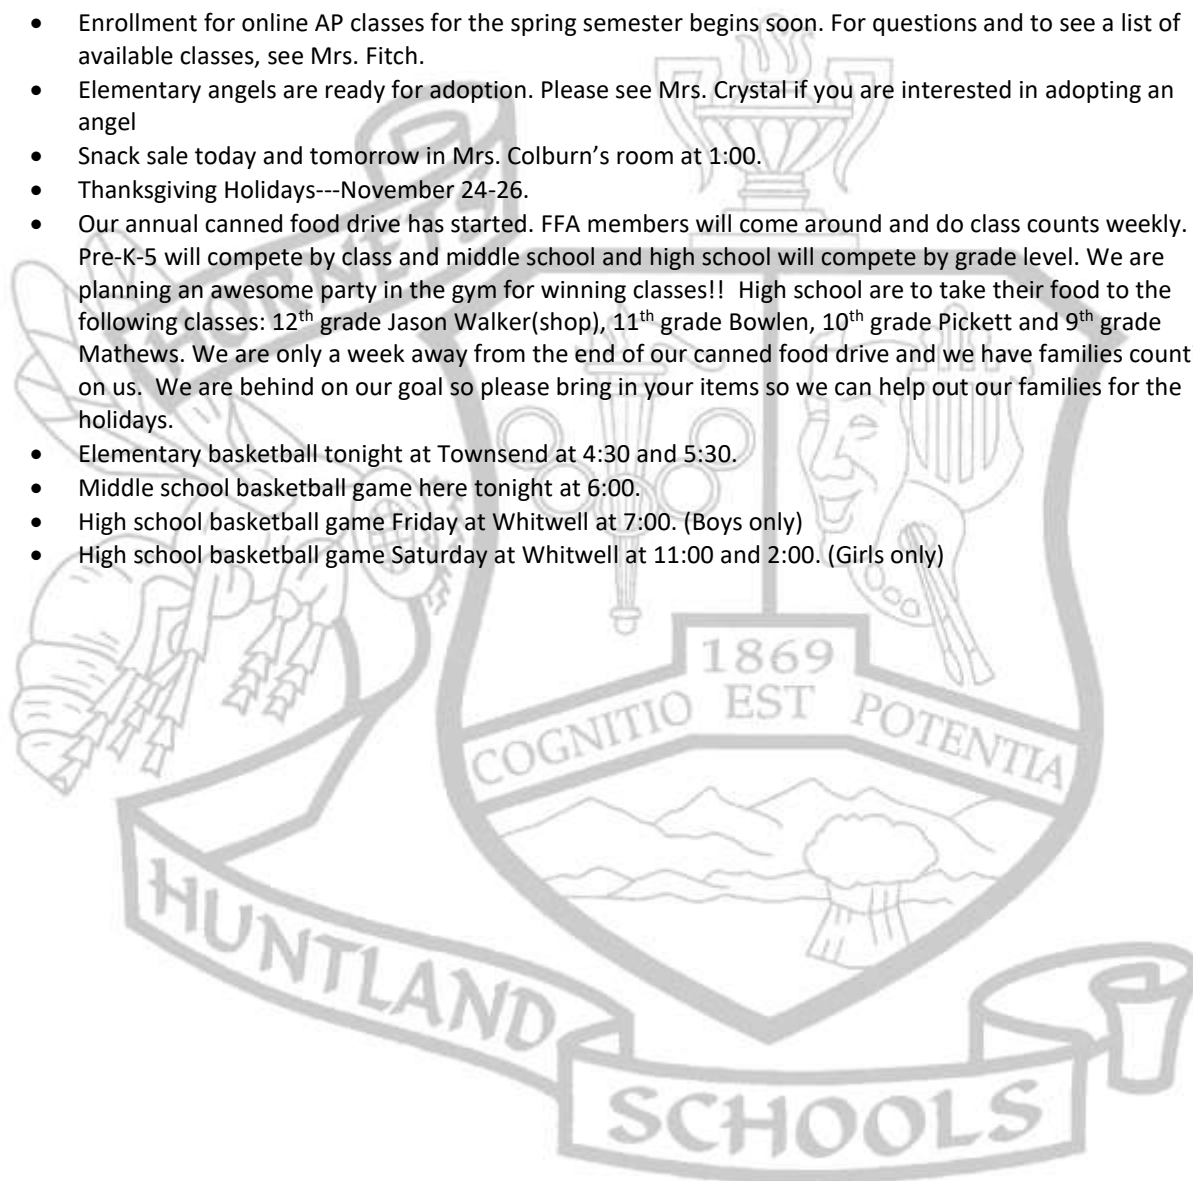 • Enrollment for online AP classes for the spring semester begins soon. For questions and to see a list of
available classes, see Mrs. Fitch.
• Elementary angels are ready for adoption. Please see Mrs. Crystal if you are interested in adopting an
angel
• Snack sale today and tomorrow in Mrs. Colburn’s room at 1:00.
• Thanksgiving Holidays---November 24-26.
• Our annual canned food drive has started. FFA members will come around and do class counts weekly.
Pre-K-5 will compete by class and middle school and high school will compete by grade level. We are
planning an awesome party in the gym for winning classes!! High school are to take their food to the
following classes: 12th grade Jason Walker(shop), 11th grade Bowlen, 10th grade Pickett and 9th grade
Mathews. We are only a week away from the end of our canned food drive and we have families count
on us. We are behind on our goal so please bring in your items so we can help out our families for the
holidays.
• Elementary basketball tonight at Townsend at 4:30 and 5:30.
• Middle school basketball game here tonight at 6:00.
• High school basketball game Friday at Whitwell at 7:00. (Boys only)
• High school basketball game Saturday at Whitwell at 11:00 and 2:00. (Girls only)
HORNETS
1869
COGNITIO EST POTENTIA
HUNTLAND
SCHOOLS